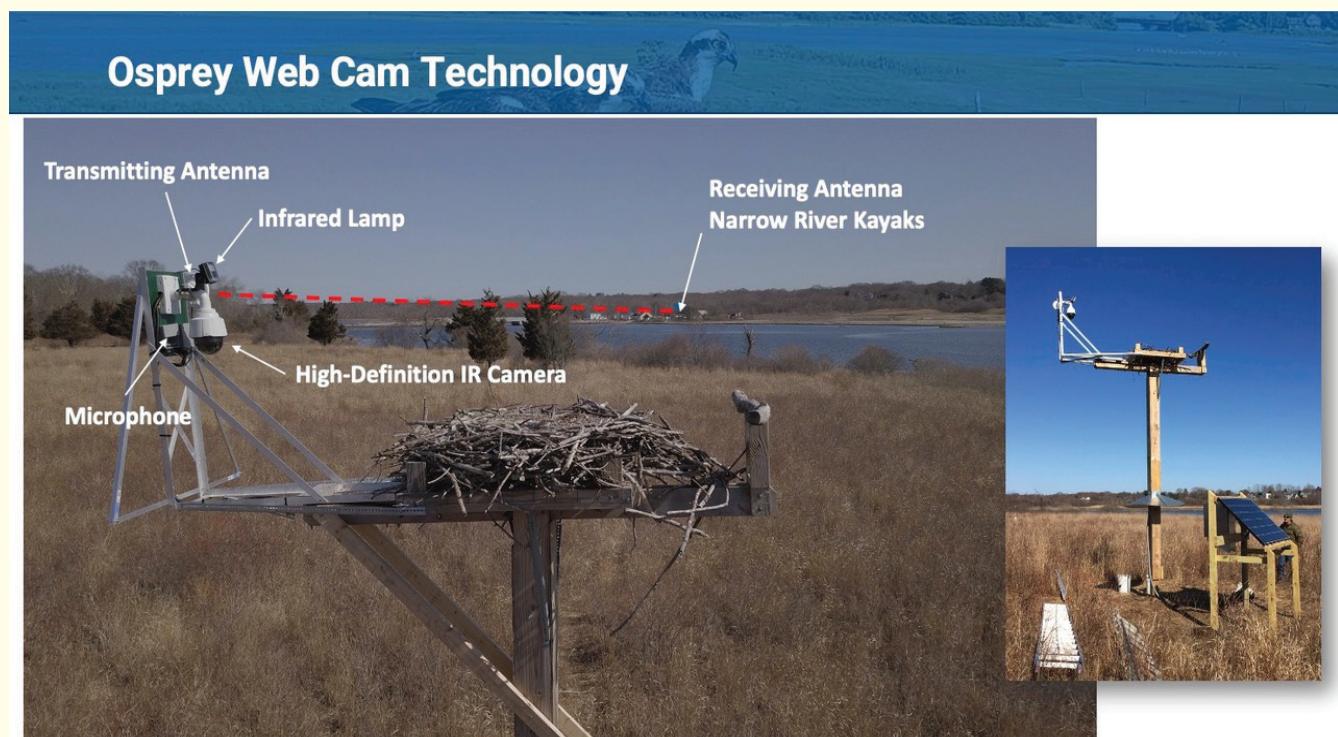 Osprey Web Cam Technology
Transmitting Antenna
Infrared Lamp
Receiving Antenna
Narrow River Kayaks
High-Definition IR Camera
Microphone